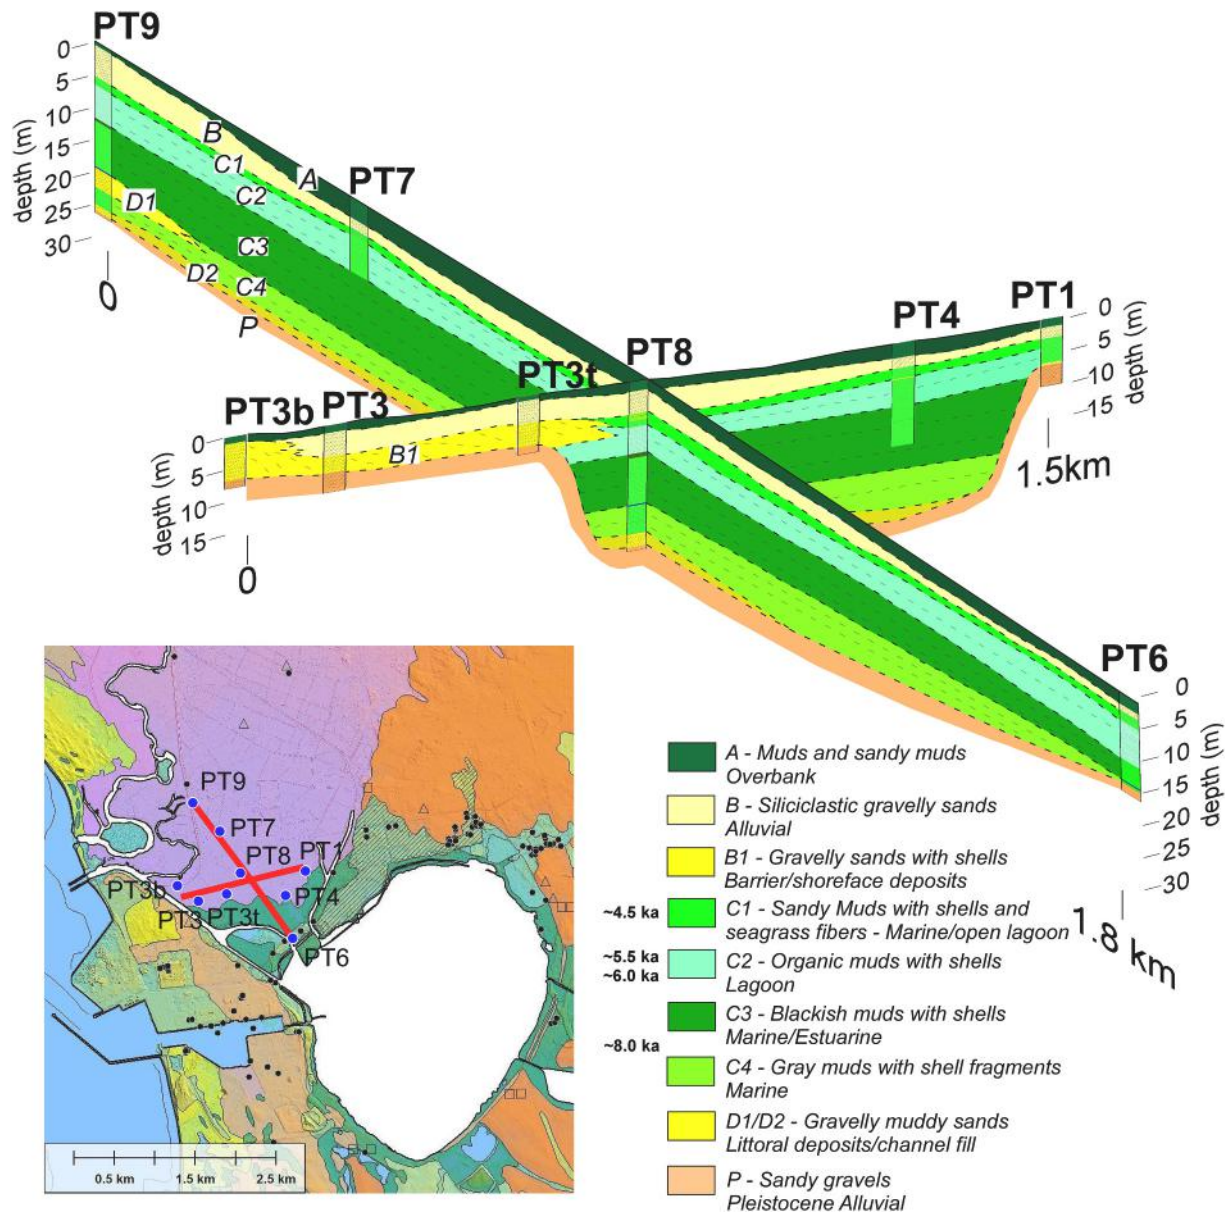 PT9
0
5
10
15
20
25
30
depth (m)
B
C1
A
C2
D1
C3
D2
C4
P
0
PT7
PT8
PT3t
PT4
PT1
0
5
10
15
depth (m)
1.5km
PT3b
PT3
B1
0
5
10
15
depth (m)
0
PT6
0
5
10
15
20
25
30
depth (m)
1.8 km
PT9
PT7
PT8
PT1
PT3b
PT4
PT3
PT3t
PT6
0.5 km
1.5 km
2.5 km
A - Muds and sandy muds
Overbank
B - Siliciclastic gravelly sands
Alluvial
B1 - Gravelly sands with shells
Barrier/shoreface deposits
~4.5 ka
C1 - Sandy Muds with shells and
seagrass fibers - Marine/open lagoon
~5.5 ka
~6.0 ka
C2 - Organic muds with shells
Lagoon
C3 - Blackish muds with shells
Marine/Estuarine
~8.0 ka
C4 - Gray muds with shell fragments
Marine
D1/D2 - Gravelly muddy sands
Littoral deposits/channel fill
P - Sandy gravels
Pleistocene Alluvial